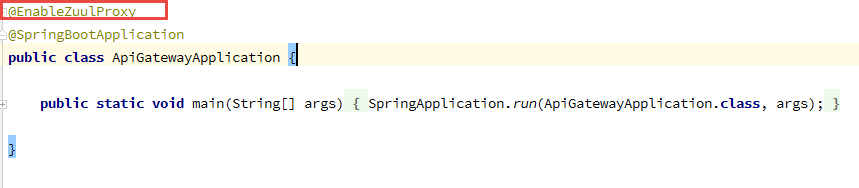 @EnableZuulProxy
@SpringBootApplication
public class ApiGatewayApplication {
public static void main(String[] args) { SpringApplication.run(ApiGatewayApplication.class, args); }
}